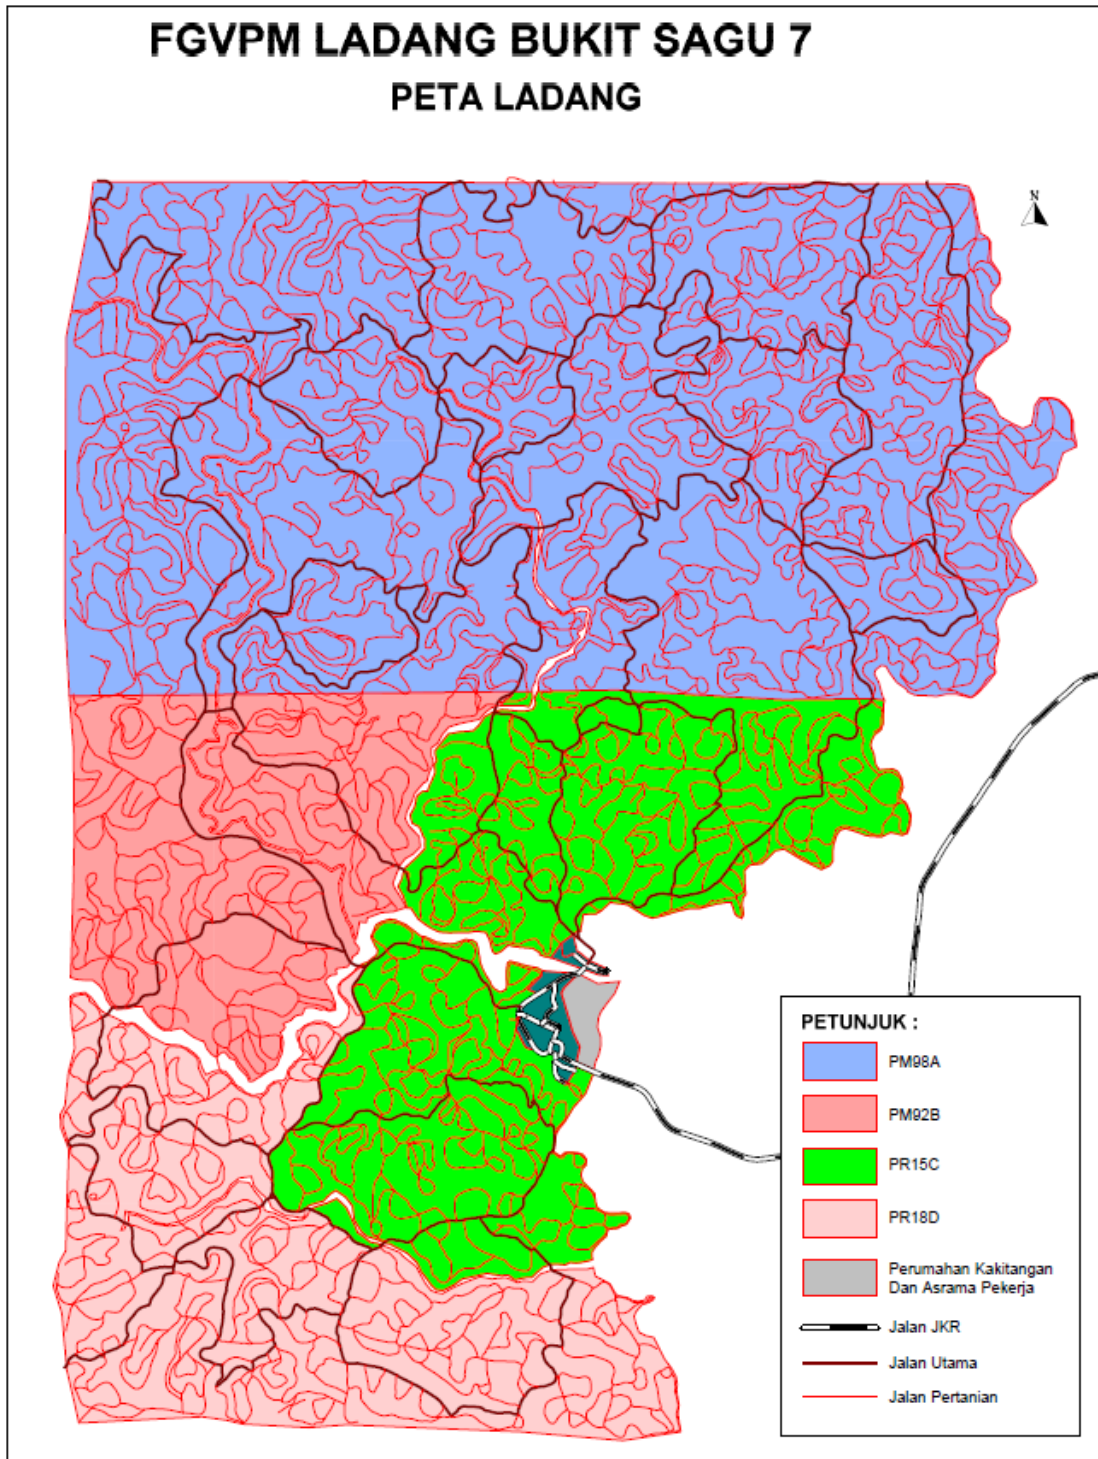 FGVPM LADANG BUKIT SAGU 7
PETA LADANG
N
PETUNJUK :
PM98A
PM92B
PR15C
PR18D
Perumahan Kakitangan
Dan Asrama Pekerja
Jalan JKR
Jalan Utama
Jalan Pertanian